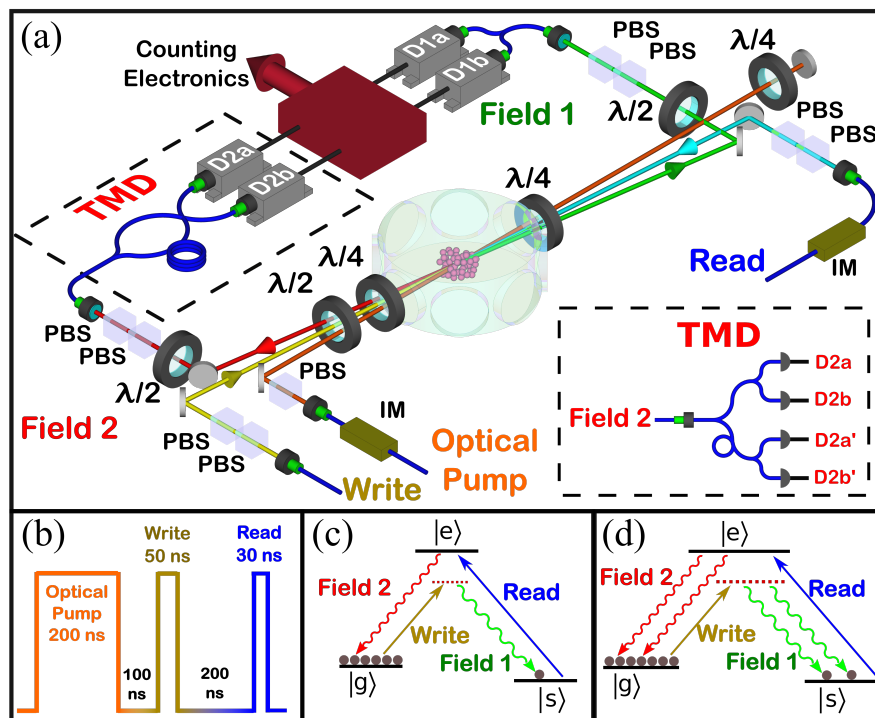 (a)
Counting
Electronics
D1a
D1b
Field 1
PBS
PBS
λ/2
λ/4
PBS
PBS
TMD
D2a
D2b
λ/4
Read
IM
λ/4
λ/2
PBS
PBS
λ/2
Field 2
PBS
IM
Optical
Pump
PBS
PBS
Write
TMD
Field 2
D2a
D2b
D2a'
D2b'
(b)
Write
50 ns
Read
30 ns
Optical
Pump
200 ns
100
ns
200
ns
(c)
|e⟩
Field 2
Read
Write
Field 1
|g⟩
|s⟩
(d)
|e⟩
Field 2
Read
Write
Field 1
|g⟩
|s⟩